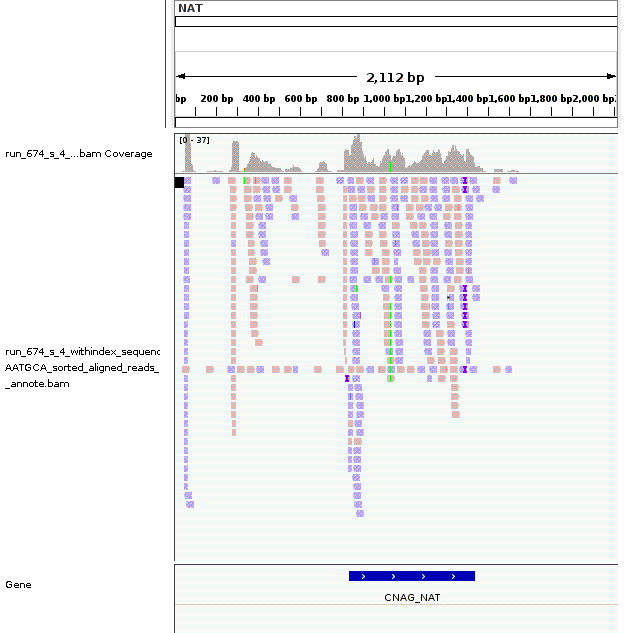 NAT
2,112 bp
bp 200 bp 400 bp 600 bp 800 bp 1,000 bp 1,200 bp 1,400 bp 1,600 bp 1,800 bp 2,000 bp
[0 - 37]
run_674_s_4_...bam Coverage
run_674_s_4_withindex_sequenc
AATGCA_sorted_aligned_reads_
_annote.bam
Gene
CNAG_NAT